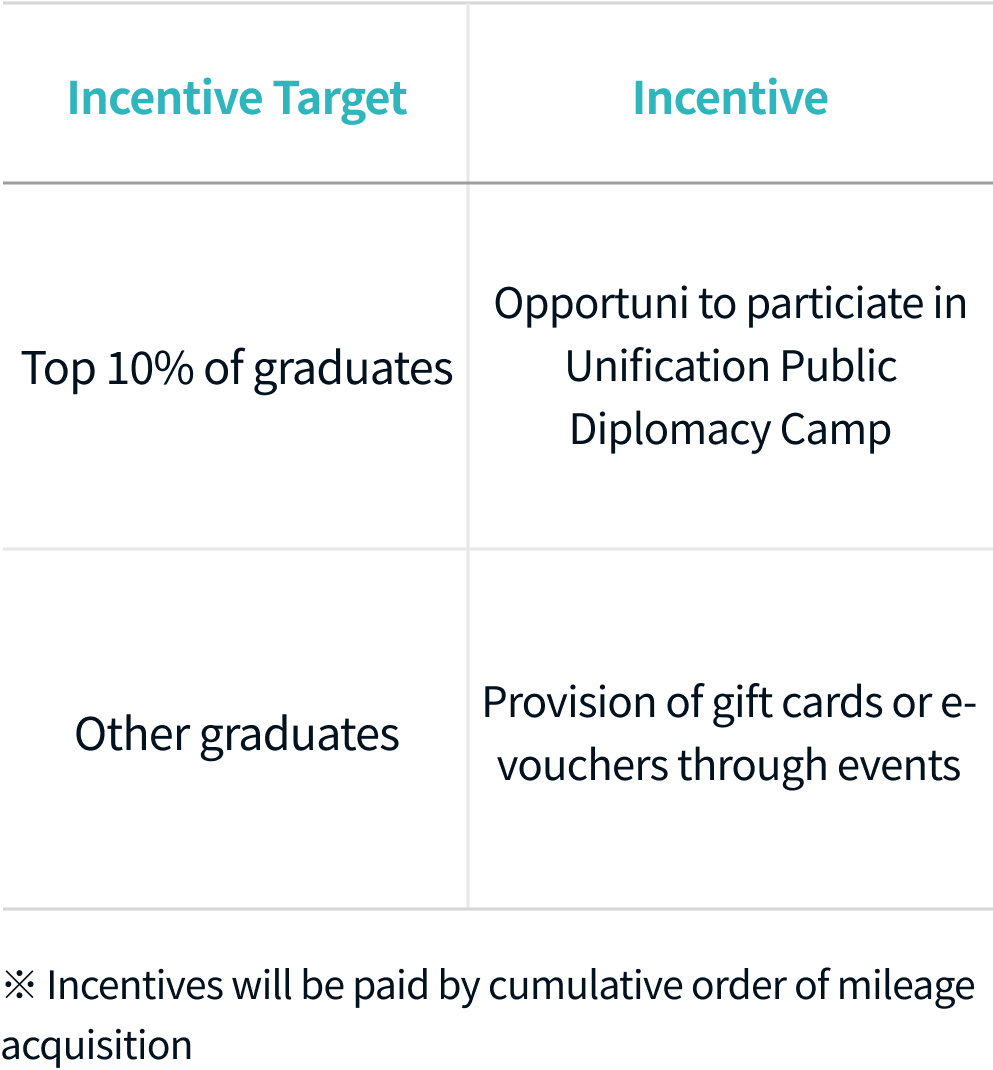 Incentive Target
Incentive
Top 10% of graduates
Opportuni to particiate in
Unification Public
Diplomacy Camp
Other graduates
Provision of gift cards or e-
vouchers through events
※ Incentives will be paid by cumulative order of mileage
acquisition